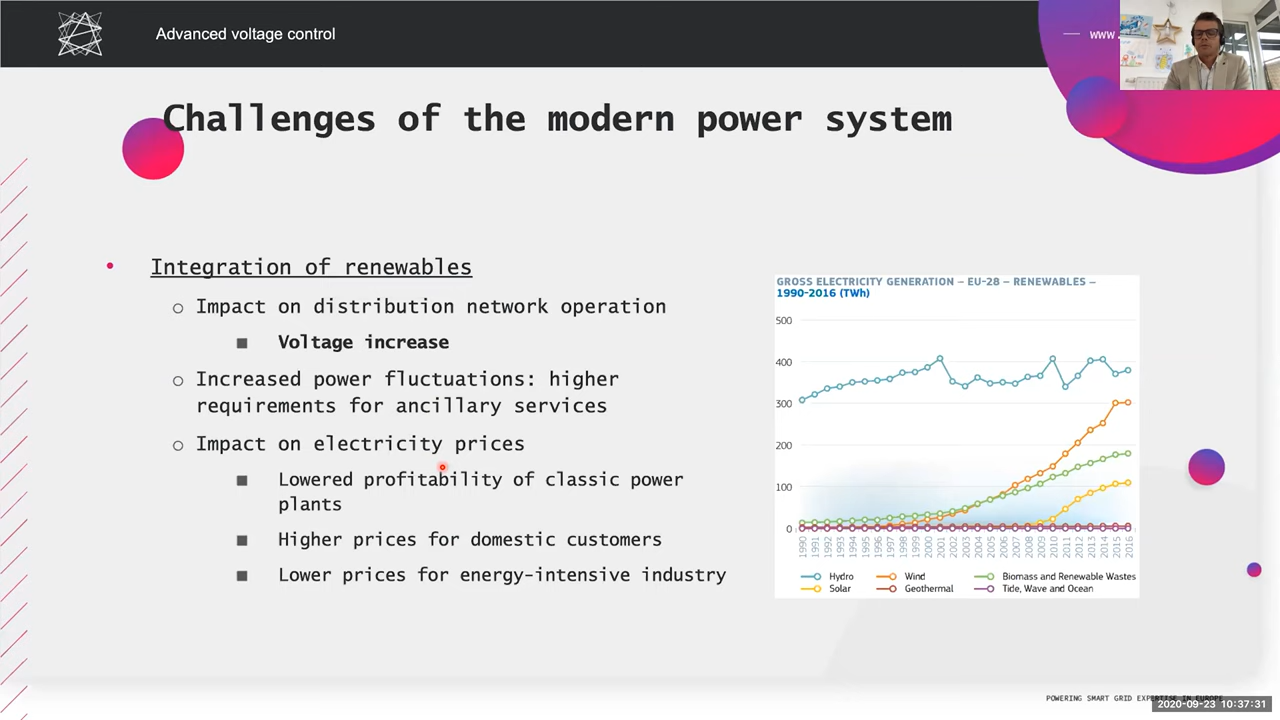 Advanced voltage control
www
Challenges of the modern power system
• Integration of renewables
○ Impact on distribution network operation
■ Voltage increase
○ Increased power fluctuations: higher
requirements for ancillary services
○ Impact on electricity prices
■ Lowered profitability of classic power
plants
■ Higher prices for domestic customers
■ Lower prices for energy-intensive industry
GROSS ELECTRICITY GENERATION – EU-28 – RENEWABLES –
1990-2016 (TWh)
500
400
300
200
100
0
1990 1991 1992 1993 1994 1995 1996 1997 1998 1999 2000 2001 2002 2003 2004 2005 2006 2007 2008 2009 2010 2011 2012 2013 2014 2015 2016
Hydro Wind Biomass and Renewable Wastes
Solar Geothermal Tide, Wave and Ocean
POWERING SMART GRID EXPERTISE IN EUROPE
2020-09-23 10:37:31